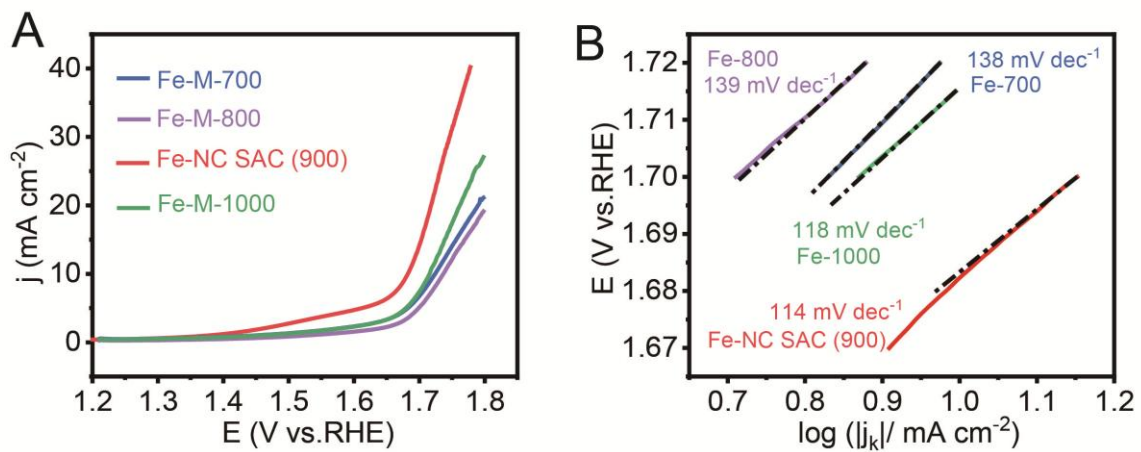 A
j (mA cm⁻²)
40
30
20
10
0
Fe-M-700
Fe-M-800
Fe-NC SAC (900)
Fe-M-1000
1.2 1.3 1.4 1.5 1.6 1.7 1.8
E (V vs.RHE)
B
E (V vs.RHE)
1.72
1.71
1.70
1.69
1.68
1.67
Fe-800
139 mV dec⁻¹
138 mV dec⁻¹
Fe-700
118 mV dec⁻¹
Fe-1000
114 mV dec⁻¹
Fe-NC SAC (900)
0.7 0.8 0.9 1.0 1.1 1.2
log (|jₖ|/ mA cm⁻²)